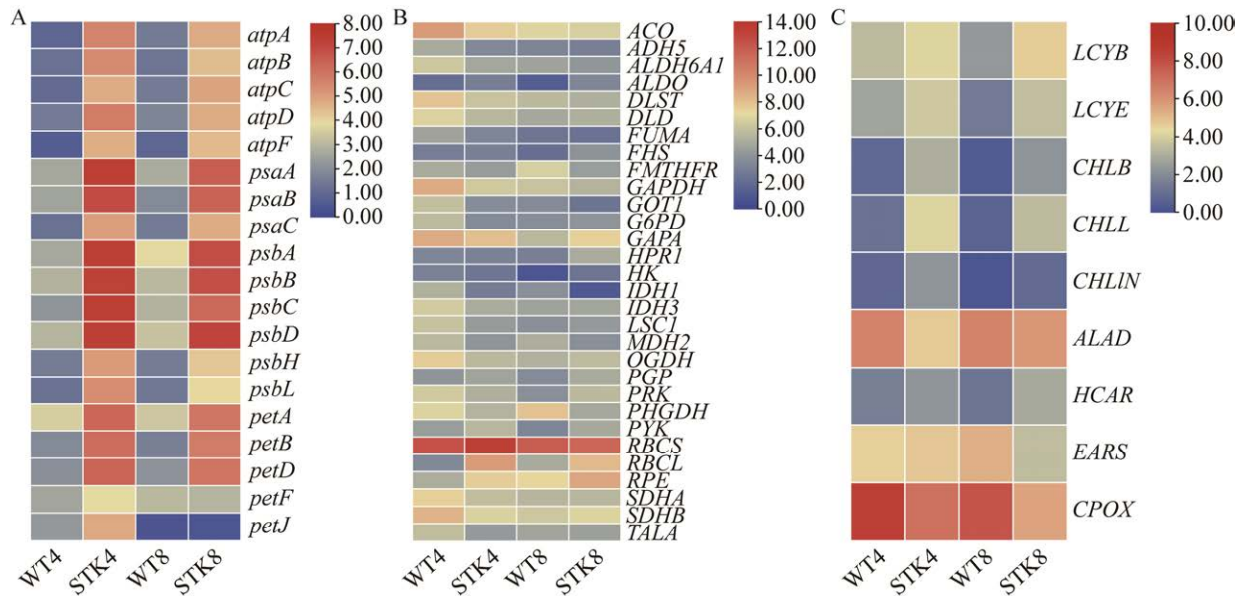 A
atpA
atpB
atpC
atpD
atpF
psaA
psaB
psaC
psbA
psbB
psbC
psbD
psbH
psbL
petA
petB
petD
petF
petJ
WT4 STK4 WT8 STK8
8.00
7.00
6.00
5.00
4.00
3.00
2.00
1.00
0.00
B
ACO
ADH5
ALDH6A1
ALDO
DLST
DLD
FUMA
FHS
FMTHFR
GAPDH
GOT1
G6PD
GAPA
HPR1
HK
IDH1
IDH3
LSC1
MDH2
OGDH
PGP
PRK
PHGDH
PYK
RBCS
RBCL
RPE
SDHA
SDHB
TALA
WT4 STK4 WT8 STK8
14.00
12.00
10.00
8.00
6.00
4.00
2.00
0.00
C
LCYB
LCYE
CHLB
CHLL
CHLIN
ALAD
HCAR
EARS
CPOX
WT4 STK4 WT8 STK8
10.00
8.00
6.00
4.00
2.00
0.00